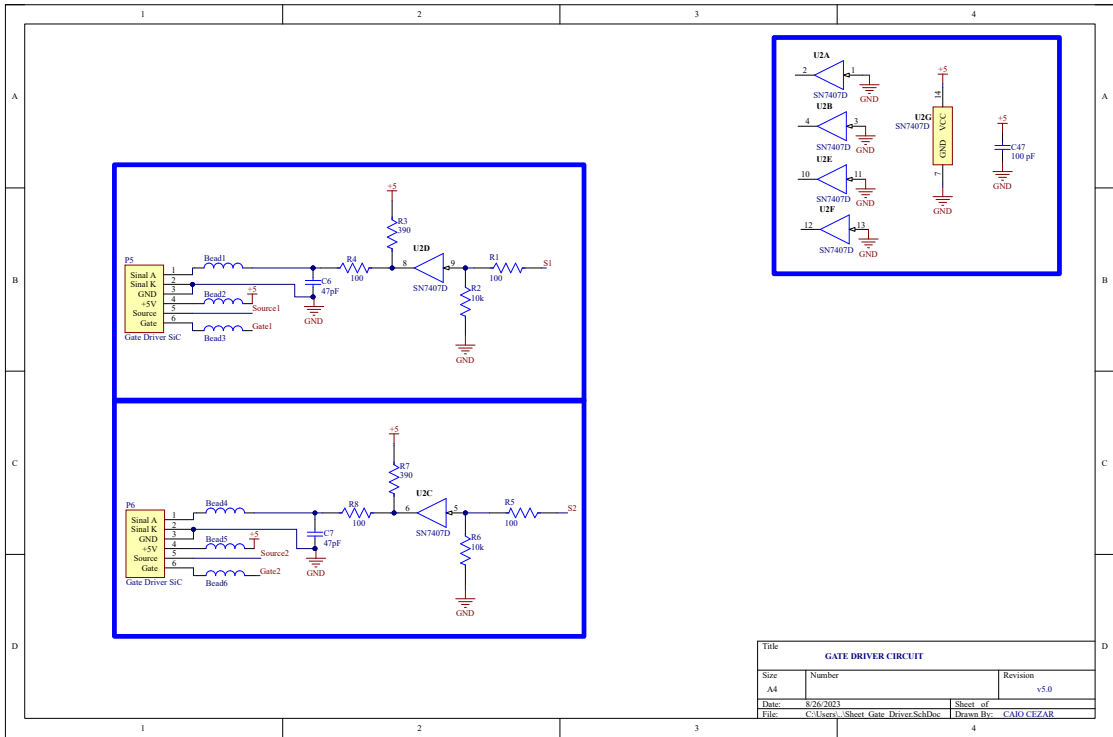 1 2 3 4
A A
B B
C C
D D
1 2 3 4
U2A
2 1
SN7407D
GND
U2B
4 3
SN7407D
GND
U2E
10 11
SN7407D
GND
U2F
12 13
SN7407D
GND
+5
14
U2G
SN7407D
GND VCC
7
GND
+5
C47
100 pF
GND
+5
R3
390
U2D
8 9
SN7407D
R4
100
R1
100
S1
R2
10k
GND
C6
47pF
GND
P5
Sinal A 1
Sinal K 2
GND 3
+5V 4
Source 5
Gate 6
Gate Driver SiC
Bead1
Bead2
+5
Source1
Gate1
Bead3
+5
R7
390
U2C
6 5
SN7407D
R8
100
R5
100
S2
R6
10k
GND
C7
47pF
GND
P6
Sinal A 1
Sinal K 2
GND 3
+5V 4
Source 5
Gate 6
Gate Driver SiC
Bead4
Bead5
+5
Source2
Gate2
Bead6
Title
GATE DRIVER CIRCUIT
Size Number Revision
A4 v5.0
Date: 8/26/2023 Sheet of
File: C:\Users\..\Sheet_Gate_Driver.SchDoc Drawn By: CAIO CEZAR